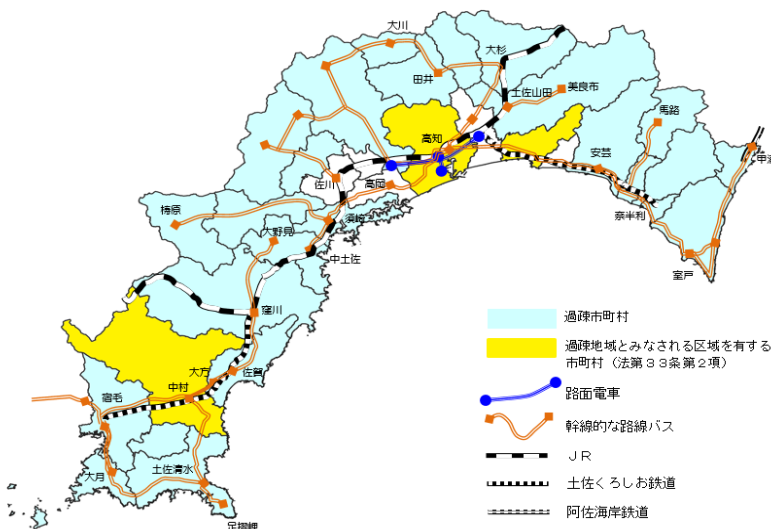 大川
大杉
田井
土佐山田
美良市
馬路
高知
安芸
甲浦
佐川
高岡
奈半利
梼原
須崎
大野見
中土佐
室戸
窪川
過疎市町村
過疎地域とみなされる区域を有する
市町村（法第３３条第２項）
大方
佐賀
中村
路面電車
宿毛
幹線的な路線バス
ＪＲ
大月
土佐清水
土佐くろしお鉄道
阿佐海岸鉄道
足摺岬